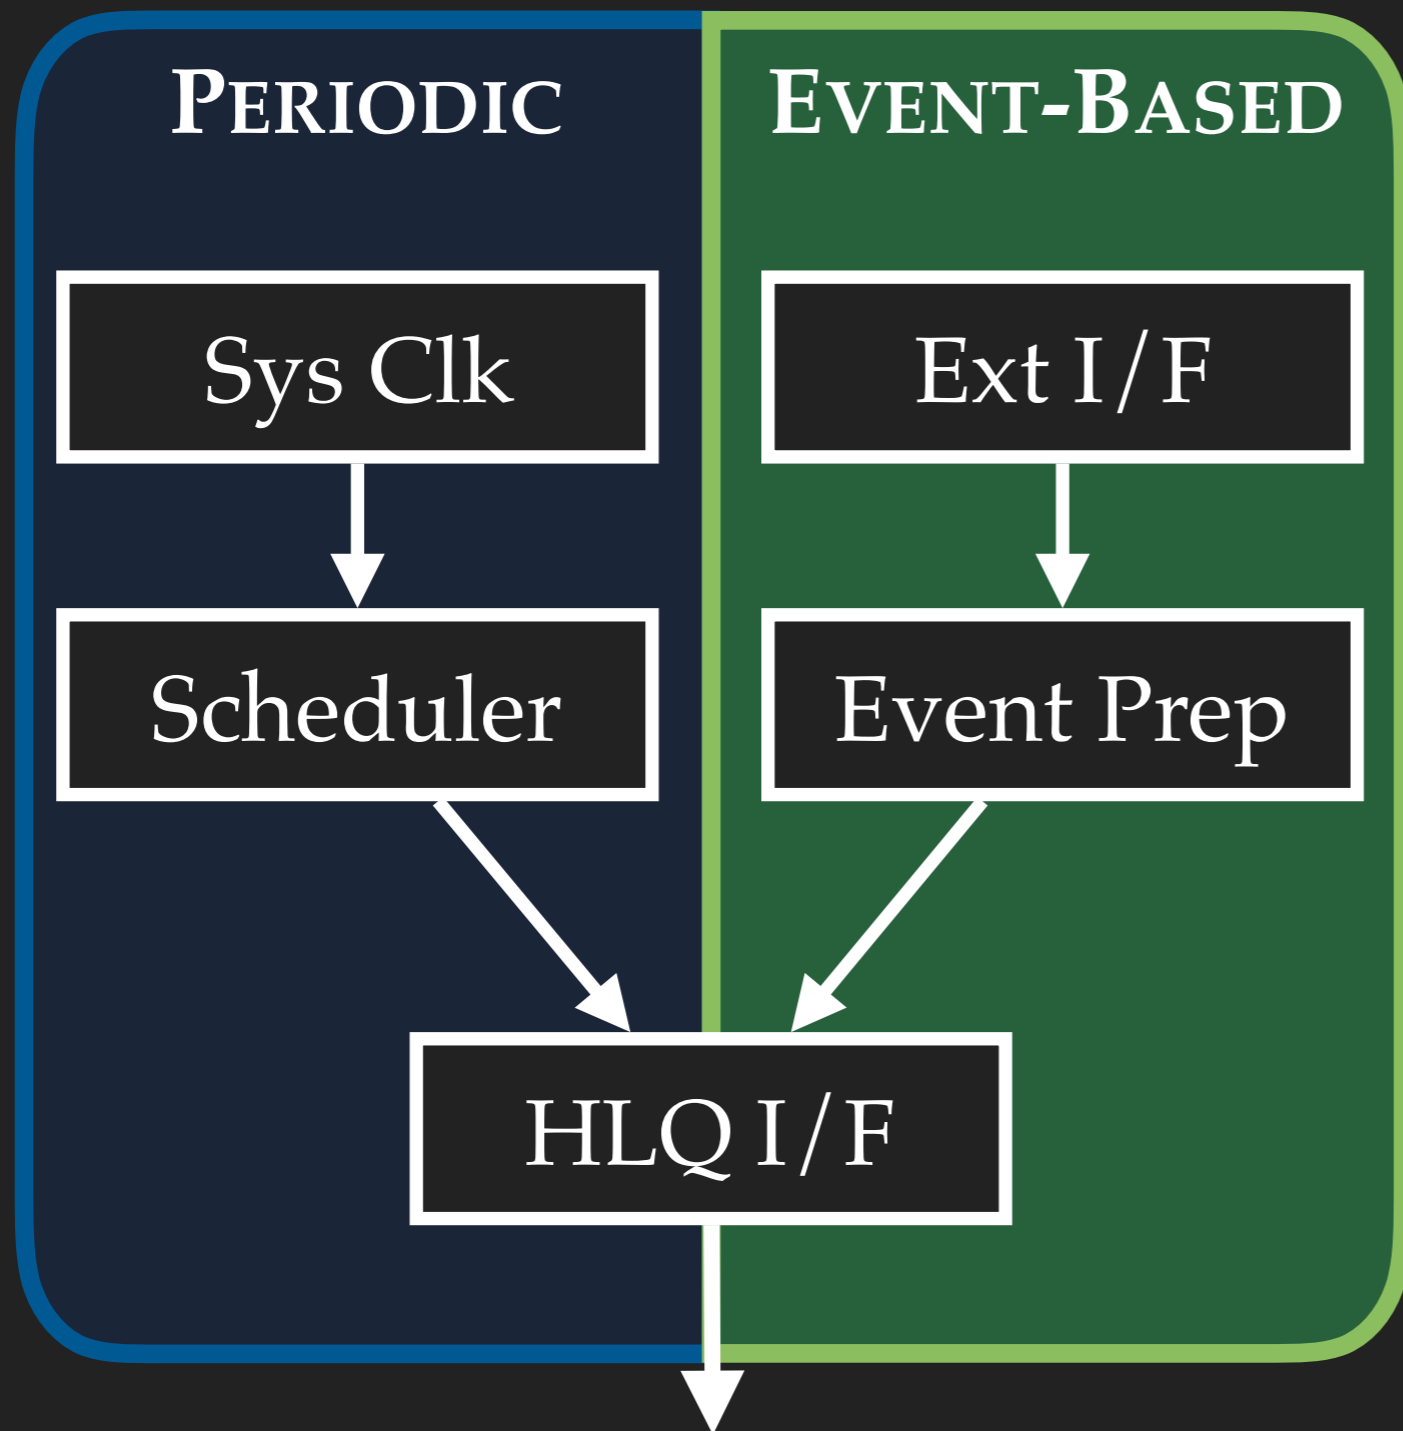 PERIODIC
EVENT-BASED
Sys Clk
Ext I/F
Scheduler
Event Prep
HLQ I/F